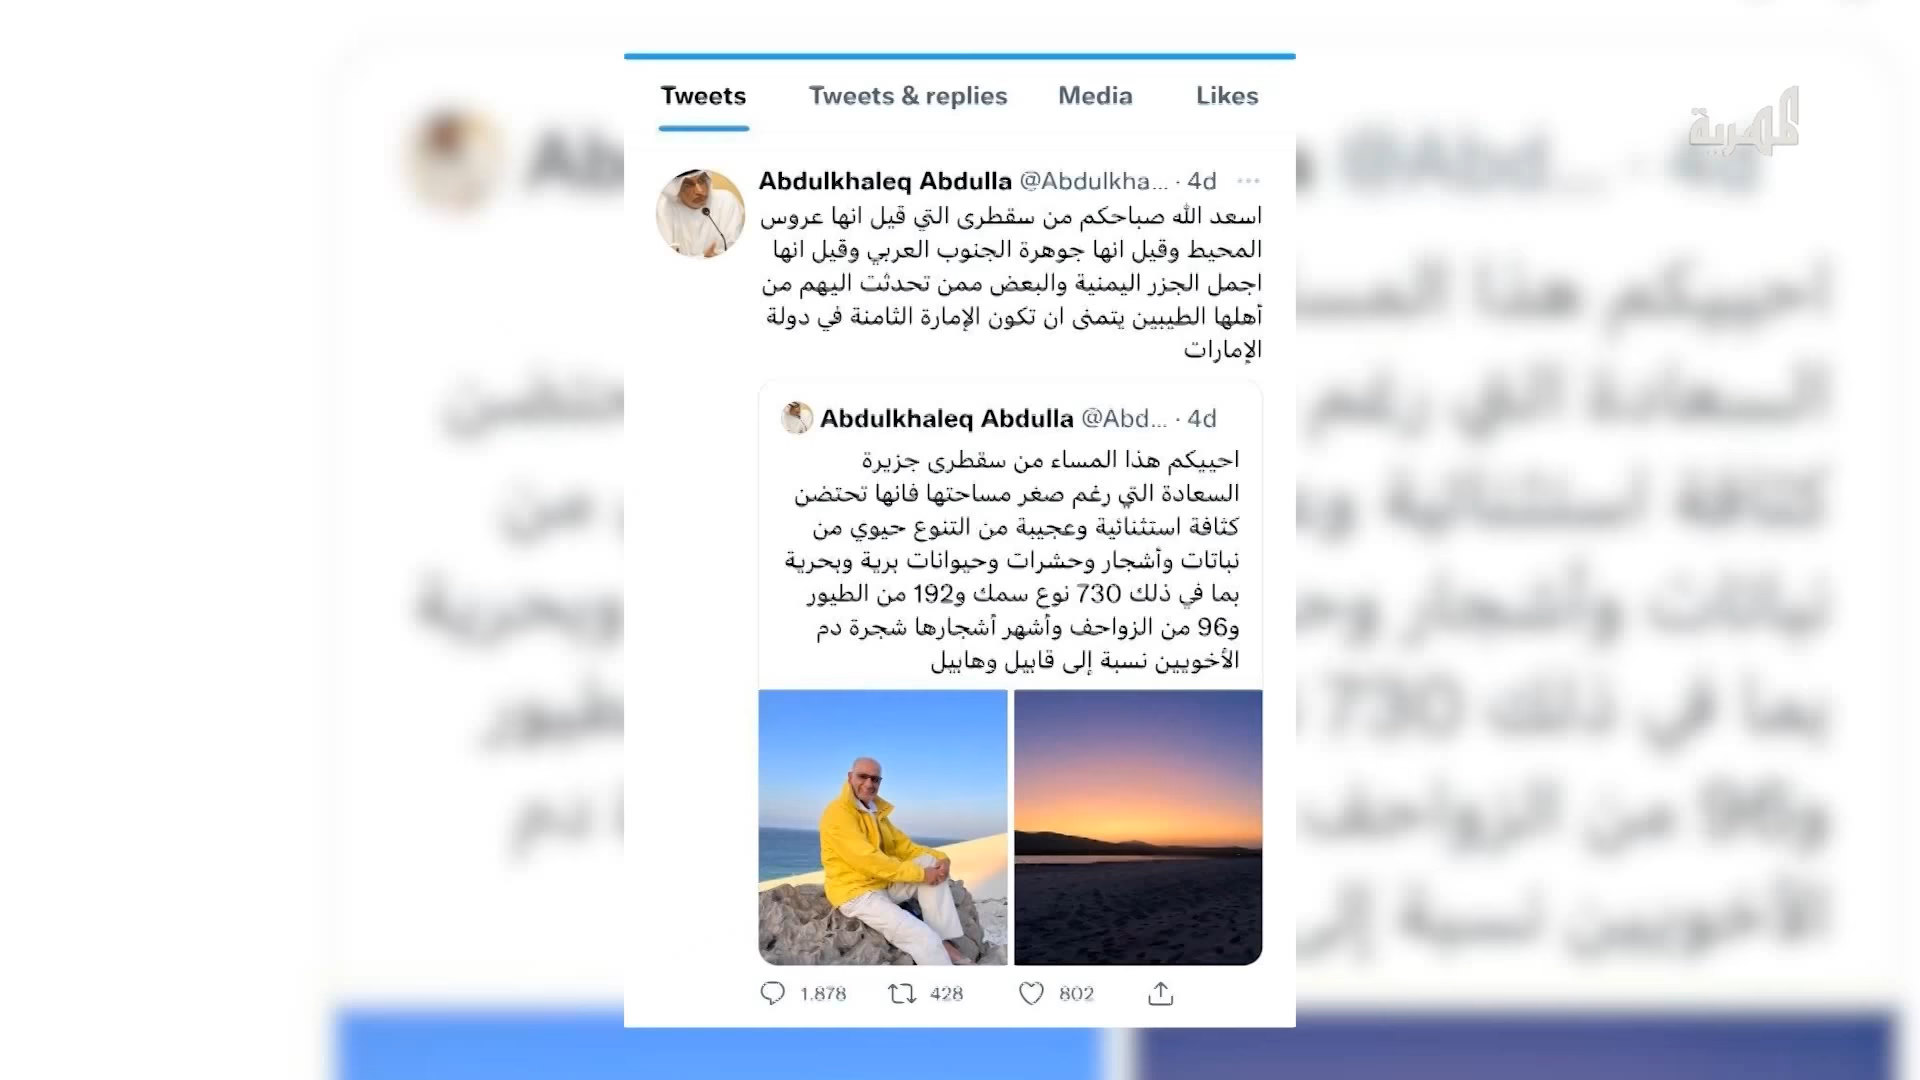 المهرية
Tweets Tweets & replies Media Likes
Abdulkhaleq Abdulla @Abdulkha... · 4d
اسعد الله صباحكم من سقطرى التي قيل انها عروس
المحيط وقيل انها جوهرة الجنوب العربي وقيل انها
اجمل الجزر اليمنية والبعض ممن تحدثت اليهم من
أهلها الطيبين يتمنى ان تكون الإمارة الثامنة في دولة
الإمارات
Abdulkhaleq Abdulla @Abd... · 4d
احييكم هذا المساء من سقطرى جزيرة
السعادة التي رغم صغر مساحتها فانها تحتضن
كثافة استثنائية وعجيبة من التنوع حيوي من
نباتات وأشجار وحشرات وحيوانات برية وبحرية
بما في ذلك 730 نوع سمك و192 من الطيور
و96 من الزواحف وأشهر أشجارها شجرة دم
الأخويين نسبة إلى قابيل وهابيل
1.878 428 802